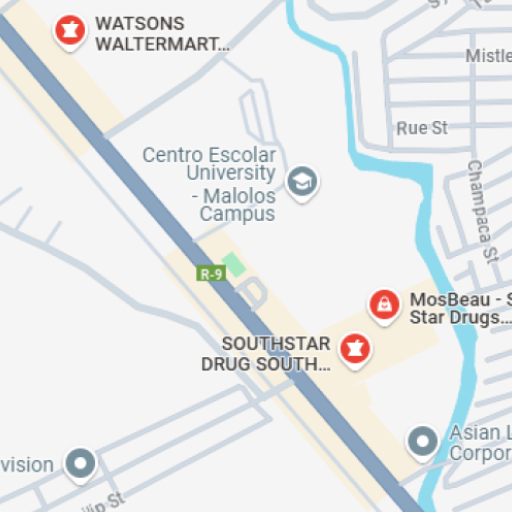 WATSONS
WALTERMART...
Mistle
Rue St
Centro Escolar
University
- Malolos
Campus
Champaca St
R-9
MosBeau - S
Star Drugs...
SOUTHSTAR
DRUG SOUTH...
Asian L
Corpor
vision
llip St